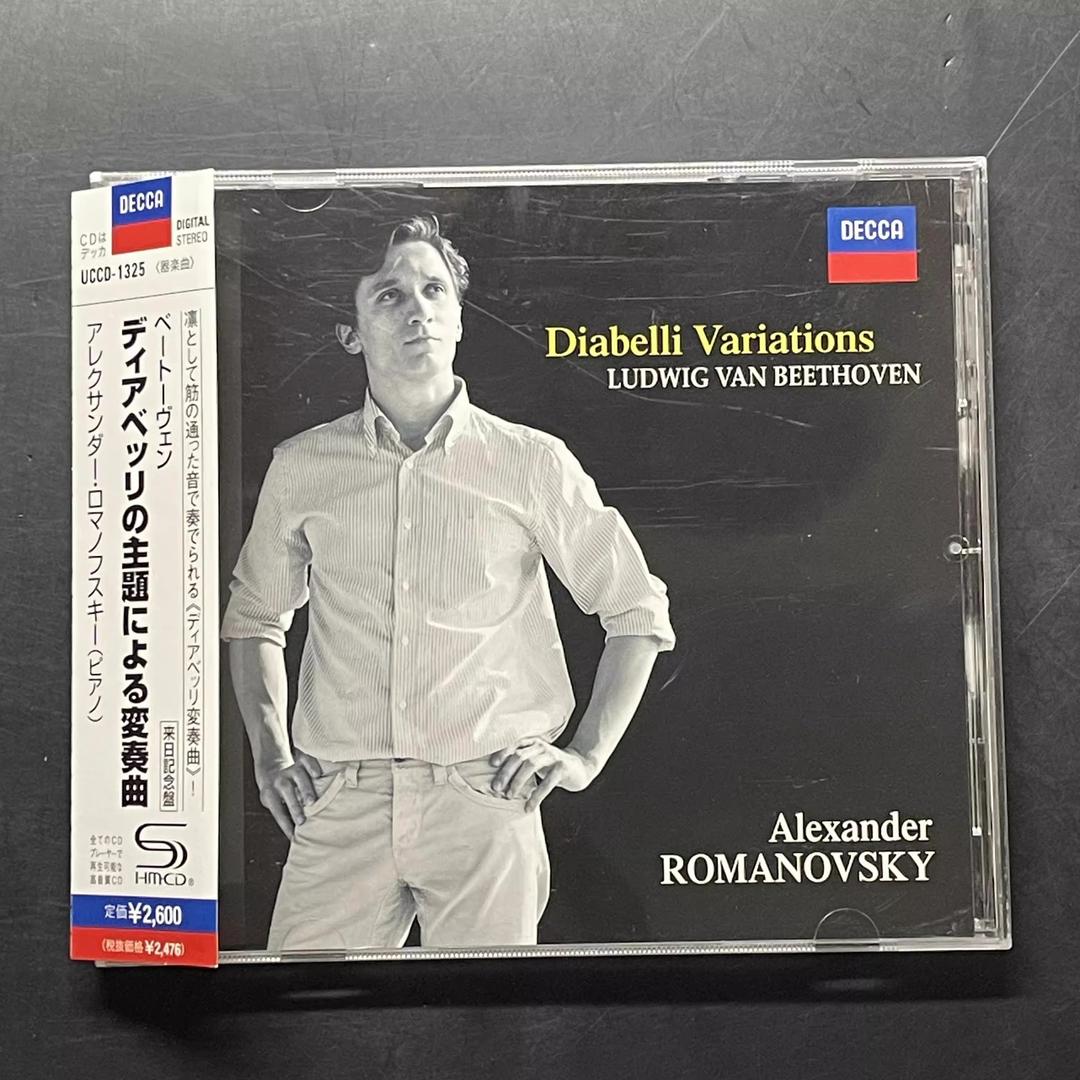 DECCA
CDは
デッカ
DIGITAL
STEREO
UCCD-1325 〈器楽曲〉
凛として筋の通った音で奏でられる《ディアベッリ変奏曲》!
来日記念盤
ベートーヴェン
ディアベッリの主題による変奏曲
アレクサンダー・ロマノフスキー(ピアノ)
全てのCD
プレーヤーで
再生可能な
高音質CD
SHM-CD®
定価¥2,600
(税抜価格¥2,476)
DECCA
Diabelli Variations
LUDWIG VAN BEETHOVEN
Alexander
ROMANOVSKY